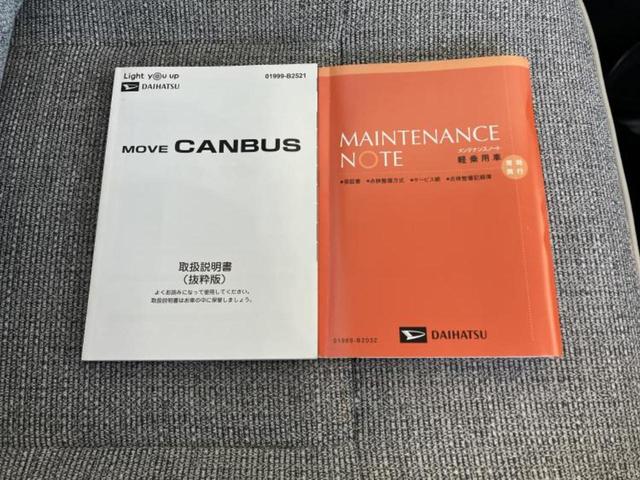 Light you up
DAIHATSU
01999-B2521
MOVE CANBUS
取扱説明書
（抜粋版）
よくお読みになって使用してください。
取扱説明書はお車の中に保管しましょう。
MAINTENANCE
NOTE
メンテナンスノート
軽乗用車
●保証書 ●点検整備方式 ●サービス網 ●点検整備記録簿
携行
DAIHATSU
01989-B2032